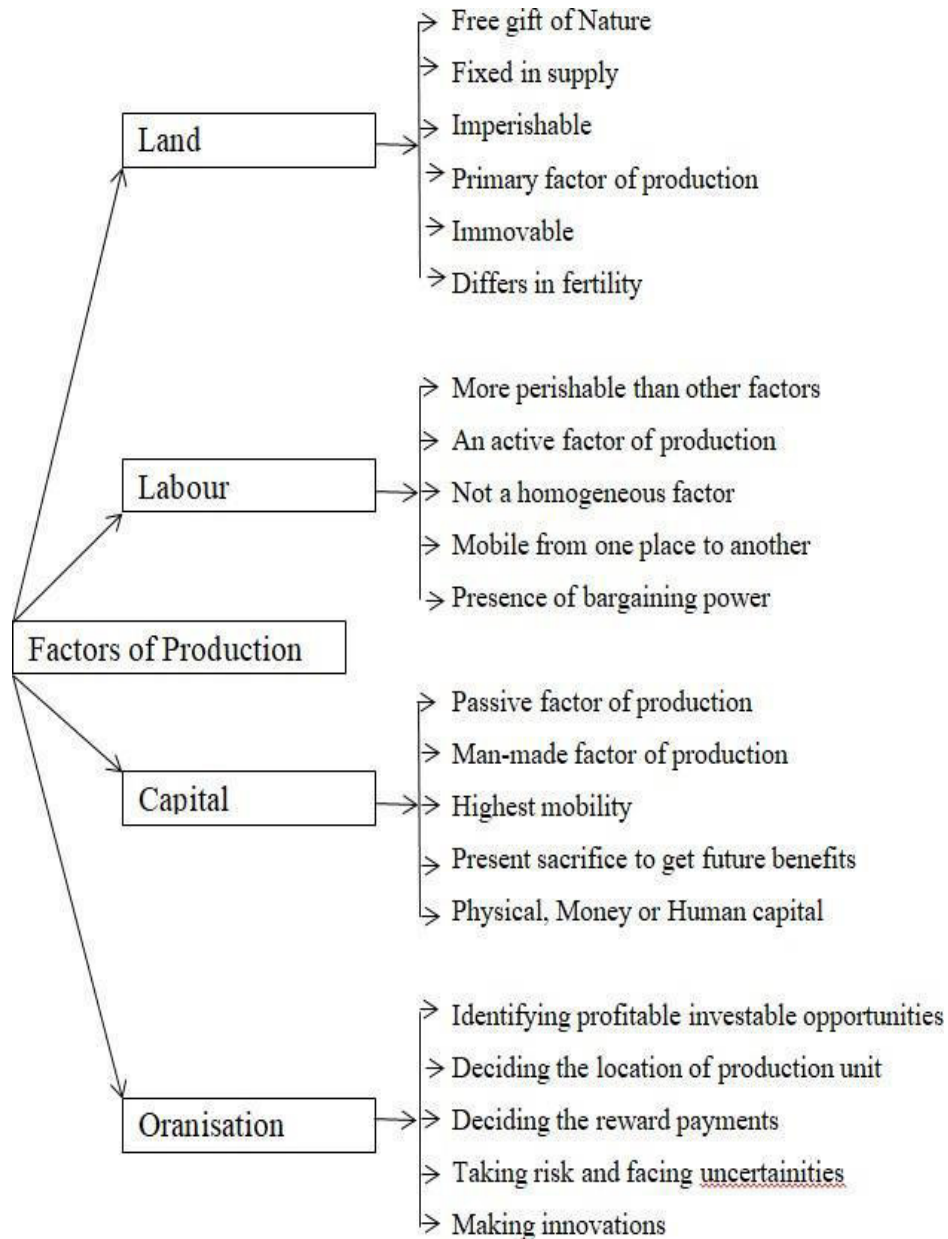 Free gift of Nature
Fixed in supply
Land
Imperishable
Primary factor of production
Immovable
Differs in fertility
More perishable than other factors
An active factor of production
Labour
Not a homogeneous factor
Mobile from one place to another
Presence of bargaining power
Factors of Production
Passive factor of production
Man-made factor of production
Capital
Highest mobility
Present sacrifice to get future benefits
Physical, Money or Human capital
Identifying profitable investable opportunities
Deciding the location of production unit
Oranisation
Deciding the reward payments
Taking risk and facing uncertainities
Making innovations